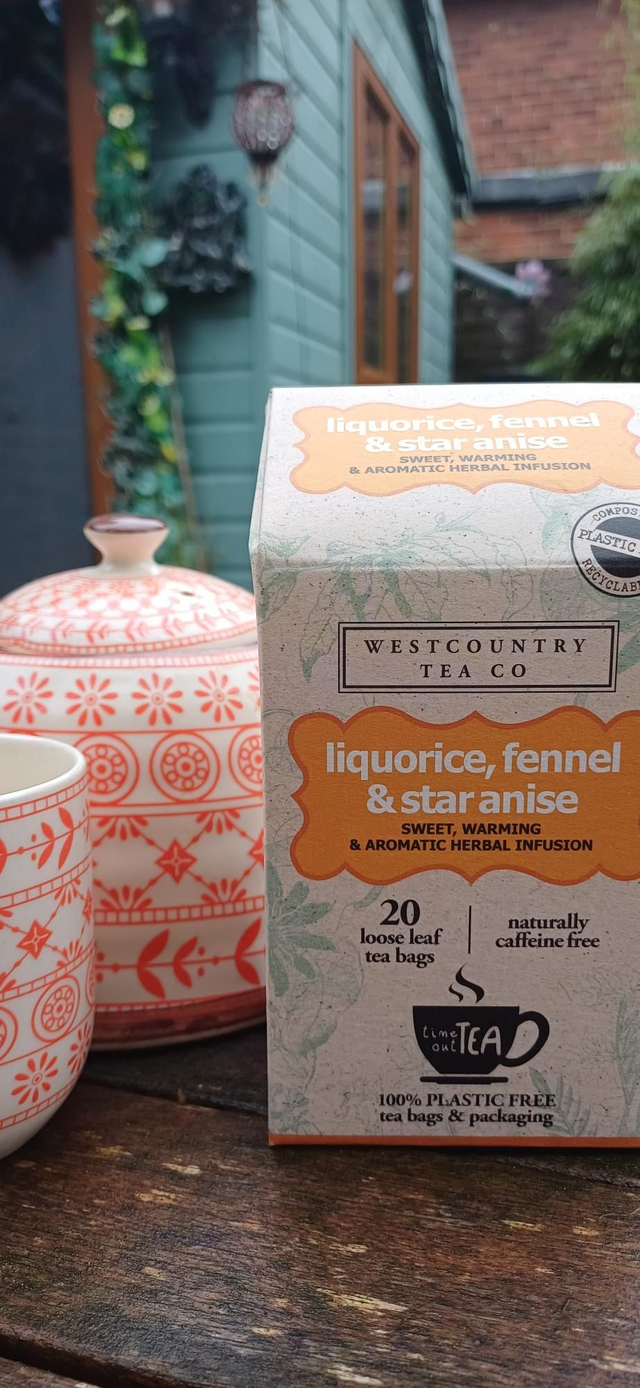 liquorice, fennel
& star anise
SWEET, WARMING
& AROMATIC HERBAL INFUSION
PLASTIC
WESTCOUNTRY
TEA CO
liquorice, fennel
& star anise
SWEET, WARMING
& AROMATIC HERBAL INFUSION
20
loose leaf
tea bags
naturally
caffeine free
time
out TEA
100% PLASTIC FREE
tea bags & packaging